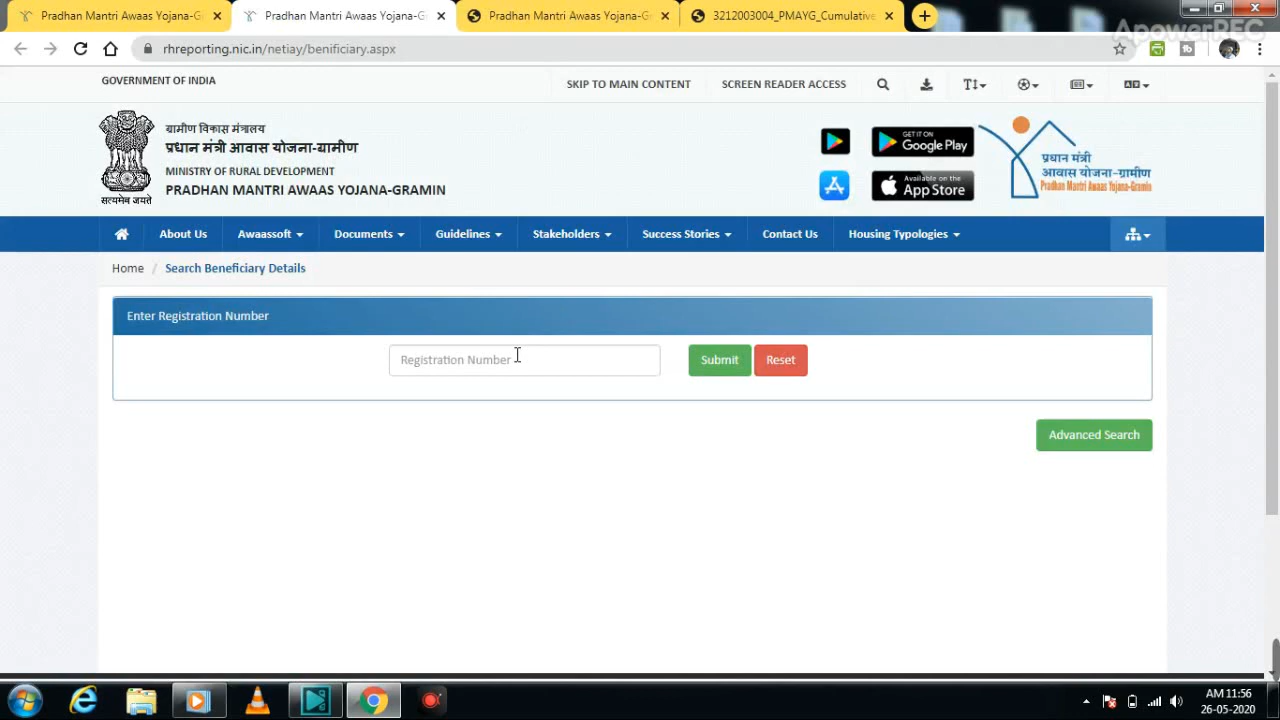 Pradhan Mantri Awaas Yojana-G
Pradhan Mantri Awaas Yojana-G
Pradhan Mantri Awaas Yojana-G
3212003004_PMAYG_Cumulative
ApowerREC
rhreporting.nic.in/netiay/benificiary.aspx
GOVERNMENT OF INDIA
SKIP TO MAIN CONTENT
SCREEN READER ACCESS
ग्रामीण विकास मंत्रालय
प्रधान मंत्री आवास योजना-ग्रामीण
MINISTRY OF RURAL DEVELOPMENT
PRADHAN MANTRI AWAAS YOJANA-GRAMIN
सत्यमेव जयते
GET IT ON
Google Play
Available on the
App Store
प्रधान मंत्री
आवास योजना-ग्रामीण
Pradhan Mantri Awaas Yojana-Gramin
About Us
Awaassoft
Documents
Guidelines
Stakeholders
Success Stories
Contact Us
Housing Typologies
Home / Search Beneficiary Details
Enter Registration Number
Registration Number
Submit
Reset
Advanced Search
AM 11:56
26-05-2020